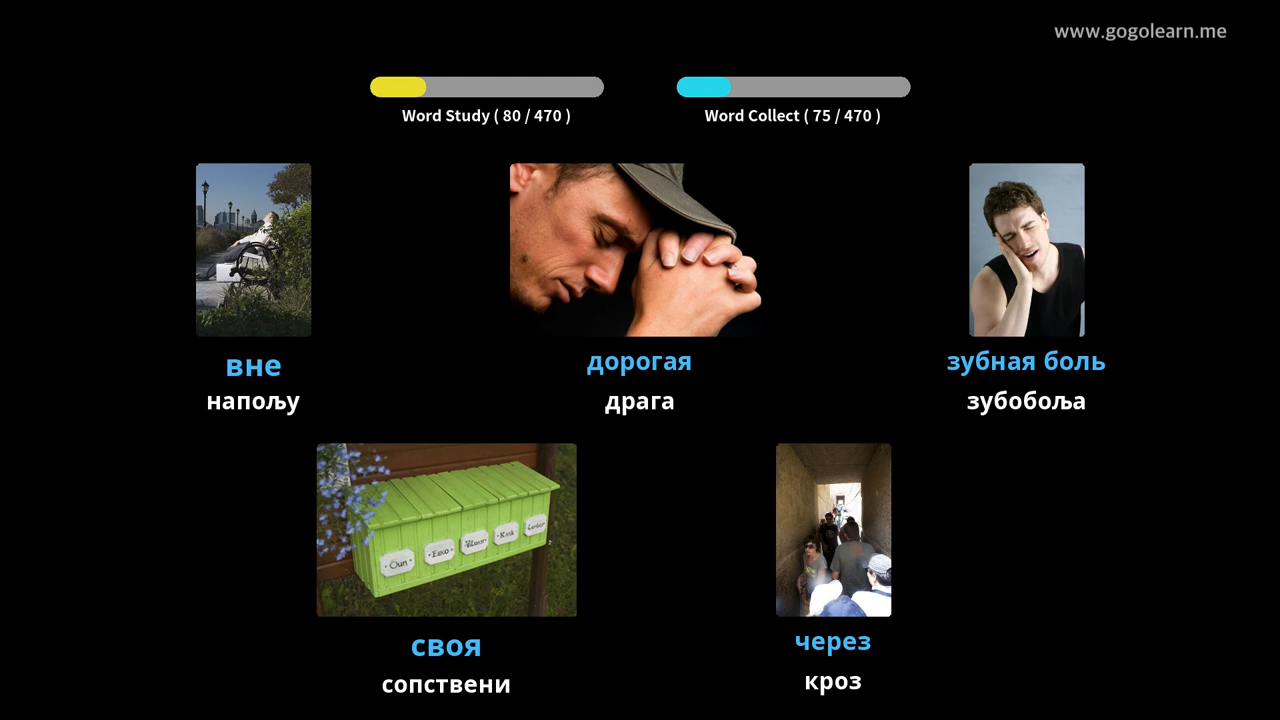 www.gogolearn.me
Word Study ( 80 / 470 )
Word Collect ( 75 / 470 )
вне
напољу
дорогая
драга
зубная боль
зубобоља
своя
сопствени
через
кроз